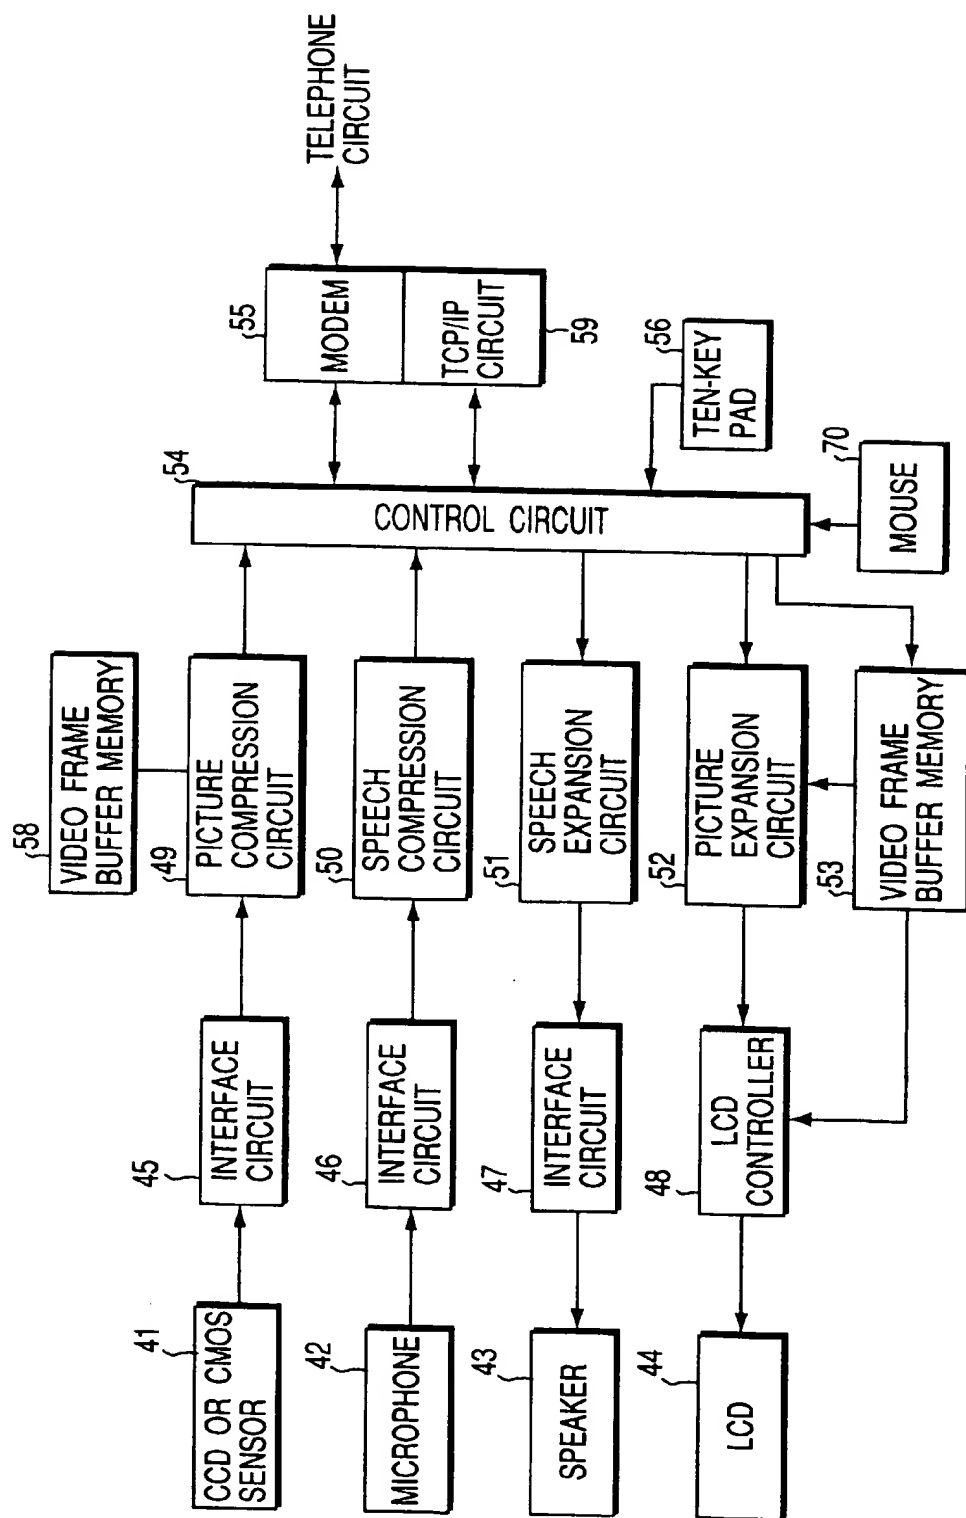 41
CCD OR CMOS
SENSOR
45
INTERFACE
CIRCUIT
49
PICTURE
COMPRESSION
CIRCUIT
58
VIDEO FRAME
BUFFER MEMORY
42
MICROPHONE
46
INTERFACE
CIRCUIT
50
SPEECH
COMPRESSION
CIRCUIT
43
SPEAKER
47
INTERFACE
CIRCUIT
51
SPEECH
EXPANSION
CIRCUIT
44
LCD
48
LCD
CONTROLLER
52
PICTURE
EXPANSION
CIRCUIT
53
VIDEO FRAME
BUFFER MEMORY
54
CONTROL CIRCUIT
55
MODEM
TCP/IP
CIRCUIT
59
TELEPHONE
CIRCUIT
56
TEN-KEY
PAD
70
MOUSE